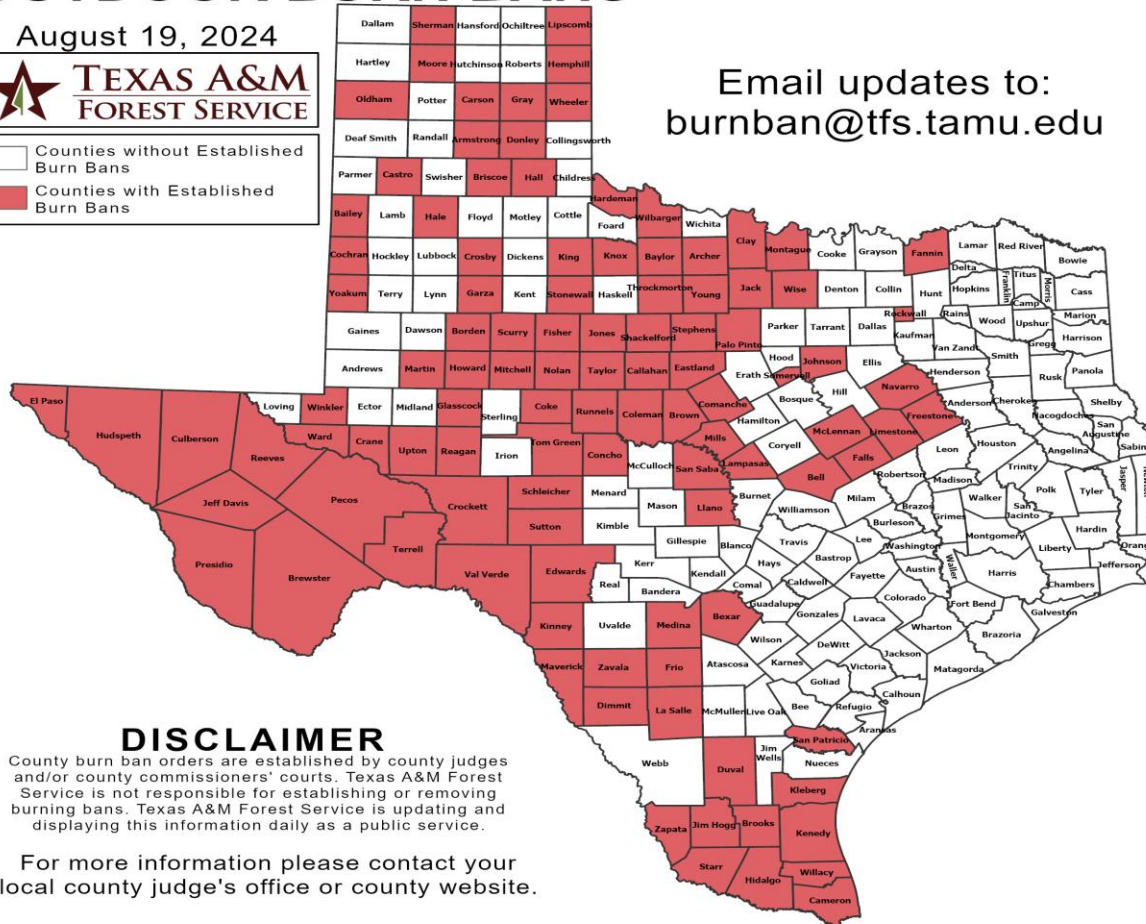 OUTDOOR BURN BANS
August 19, 2024
TEXAS A&M
FOREST SERVICE
Counties without Established
Burn Bans
Counties with Established
Burn Bans
Email updates to:
burnban@tfs.tamu.edu
Dallam Sherman Hansford Ochiltree Lipscomb
Hartley Moore Hutchinson Roberts Hemphill
Oldham Potter Carson Gray Wheeler
Deaf Smith Randall Armstrong Donley Collingsworth
Parmer Castro Swisher Briscoe Hall Childress
Hardeman
Bailey Lamb Hale Floyd Motley Cottle Foard Wilbarger Wichita
Clay Montague Cooke Grayson Fannin Lamar Red River Bowie
Cochran Hockley Lubbock Crosby Dickens King Knox Baylor Archer
Delta Franklin Titus Morris Cass
Yoakum Terry Lynn Garza Kent Stonewall Haskell Throckmorton Young Jack Wise Denton Collin Hunt Hopkins Camp
Rockwall Rains Wood Upshur Marion
Gaines Dawson Borden Scurry Fisher Jones Shackelford Stephens Palo Pinto Parker Tarrant Dallas Kaufman Van Zandt Gregg Harrison
Andrews Martin Howard Mitchell Nolan Taylor Callahan Eastland Erath Hood Somervell Johnson Ellis Henderson Smith Rusk Panola
El Paso Hudspeth Culberson Loving Winkler Ector Midland Glasscock Sterling Coke Runnels Coleman Brown Comanche Hamilton Bosque Hill Navarro Freestone Anderson Cherokee Nacogdoches Shelby
San Augustine
Reeves Ward Crane Upton Reagan Irion Tom Green Concho McCulloch San Saba Mills Lampasas Coryell McLennan Limestone Falls Leon Houston Angelina
Jeff Davis Pecos Crockett Schleicher Menard Mason Llano Burnet Bell Milam Robertson Madison Trinity Polk Tyler Jasper
Presidio Brewster Terrell Sutton Kimble Gillespie Blanco Williamson Travis Burleson Brazos Grimes Walker San Jacinto Hardin
Val Verde Edwards Real Kerr Kendall Hays Bastrop Lee Washington Montgomery Liberty Jefferson
Bandera Comal Caldwell Fayette Austin Waller Harris Chambers
Kinney Uvalde Medina Bexar Guadalupe Gonzales Lavaca Colorado Fort Bend Galveston
Wilson DeWitt Wharton Brazoria
Maverick Zavala Frio Atascosa Karnes Victoria Jackson Matagorda
Dimmit La Salle McMullen Live Oak Bee Goliad Refugio Calhoun
Aransas
Webb Duval Jim Wells San Patricio Nueces
Kleberg
Zapata Jim Hogg Brooks Kenedy
Starr Hidalgo Willacy
Cameron
DISCLAIMER
County burn ban orders are established by county judges
and/or county commissioners' courts. Texas A&M Forest
Service is not responsible for establishing or removing
burning bans. Texas A&M Forest Service is updating and
displaying this information daily as a public service.
For more information please contact your
local county judge's office or county website.